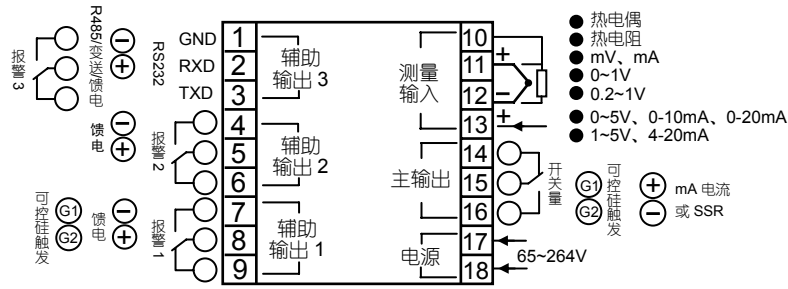 报警 3
R485/变送馈电
RS232
GND
RXD
TXD
1
2
3
辅助
输出 3
馈电
报警 2
4
5
6
辅助
输出 2
可控硅触发
G1
G2
馈电
报警 1
7
8
9
辅助
输出 1
测量
输入
10
11
12
13
+
−
+
主输出
14
15
16
开关量
可控硅触发
G1
G2
mA 电流
或 SSR
电源
17
18
65~264V
热电偶
热电阻
mV、mA
0~1V
0.2~1V
0~5V、0-10mA、0-20mA
1~5V、4-20mA